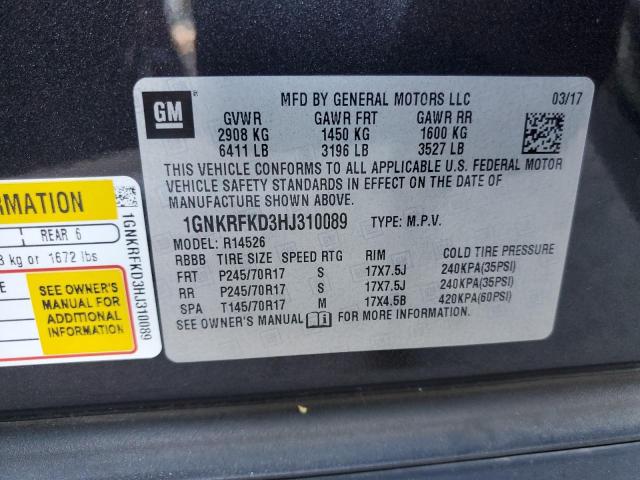 GM
MFD BY GENERAL MOTORS LLC 03/17
GVWR GAWR FRT GAWR RR
2908 KG 1450 KG 1600 KG
6411 LB 3196 LB 3527 LB
THIS VEHICLE CONFORMS TO ALL APPLICABLE U.S. FEDERAL MOTOR
VEHICLE SAFETY STANDARDS IN EFFECT ON THE DATE OF
MANUFACTURE SHOWN ABOVE.
1GNKRFKD3HJ310089 TYPE: M.P.V.
MODEL: R14526
RBBB TIRE SIZE SPEED RTG RIM COLD TIRE PRESSURE
FRT P245/70R17 S 17X7.5J 240KPA(35PSI)
RR P245/70R17 S 17X7.5J 240KPA(35PSI)
SPA T145/70R17 M 17X4.5B 420KPA(60PSI)
SEE OWNER'S MANUAL FOR MORE INFORMATION.
REAR 6
kg or 1672 lbs
SEE OWNER'S
MANUAL FOR
ADDITIONAL
INFORMATION
1GNKRFKD3HJ310089